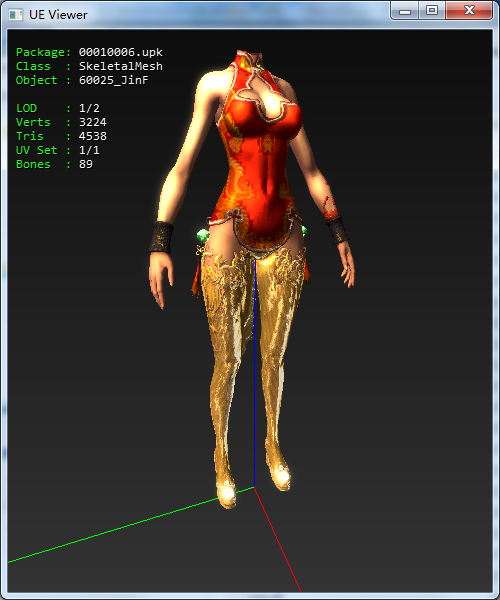 UE Viewer
Package: 00010006.upk
Class : SkeletalMesh
Object : 60025_JinF
LOD : 1/2
Verts : 3224
Tris : 4538
UV Set : 1/1
Bones : 89